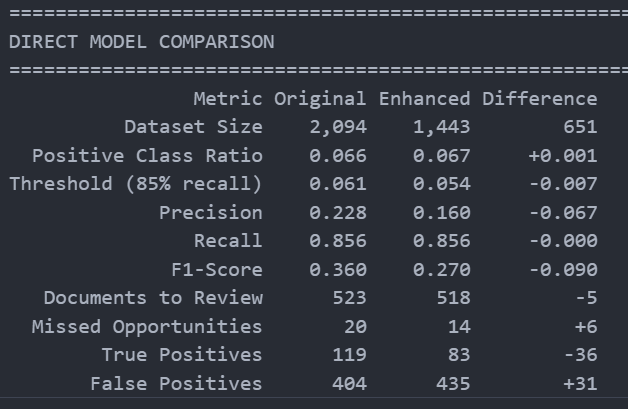 ================================================================
DIRECT MODEL COMPARISON
================================================================
Metric Original Enhanced Difference
Dataset Size 2,094 1,443 651
Positive Class Ratio 0.066 0.067 +0.001
Threshold (85% recall) 0.061 0.054 -0.007
Precision 0.228 0.160 -0.067
Recall 0.856 0.856 -0.000
F1-Score 0.360 0.270 -0.090
Documents to Review 523 518 -5
Missed Opportunities 20 14 +6
True Positives 119 83 -36
False Positives 404 435 +31